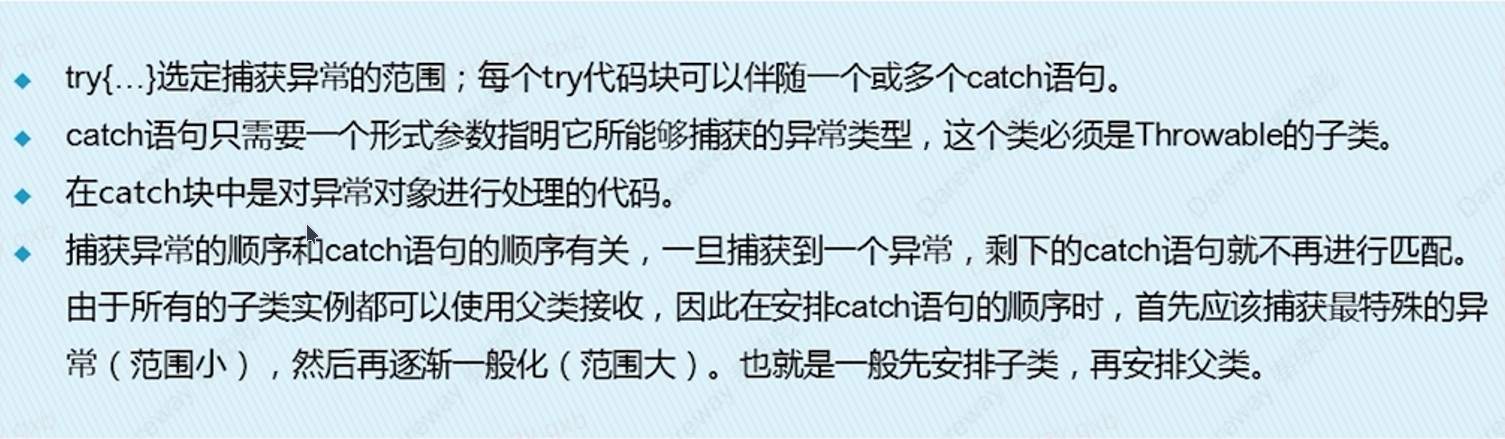 try{...}选定捕获异常的范围；每个try代码块可以伴随一个或多个catch语句。
catch语句只需要一个形式参数指明它所能够捕获的异常类型，这个类必须是Throwable的子类。
在catch块中是对异常对象进行处理的代码。
捕获异常的顺序和catch语句的顺序有关，一旦捕获到一个异常，剩下的catch语句就不再进行匹配。
由于所有的子类实例都可以使用父类接收，因此在安排catch语句的顺序时，首先应该捕获最特殊的异
常（范围小），然后再逐渐一般化（范围大）。也就是一般先安排子类，再安排父类。